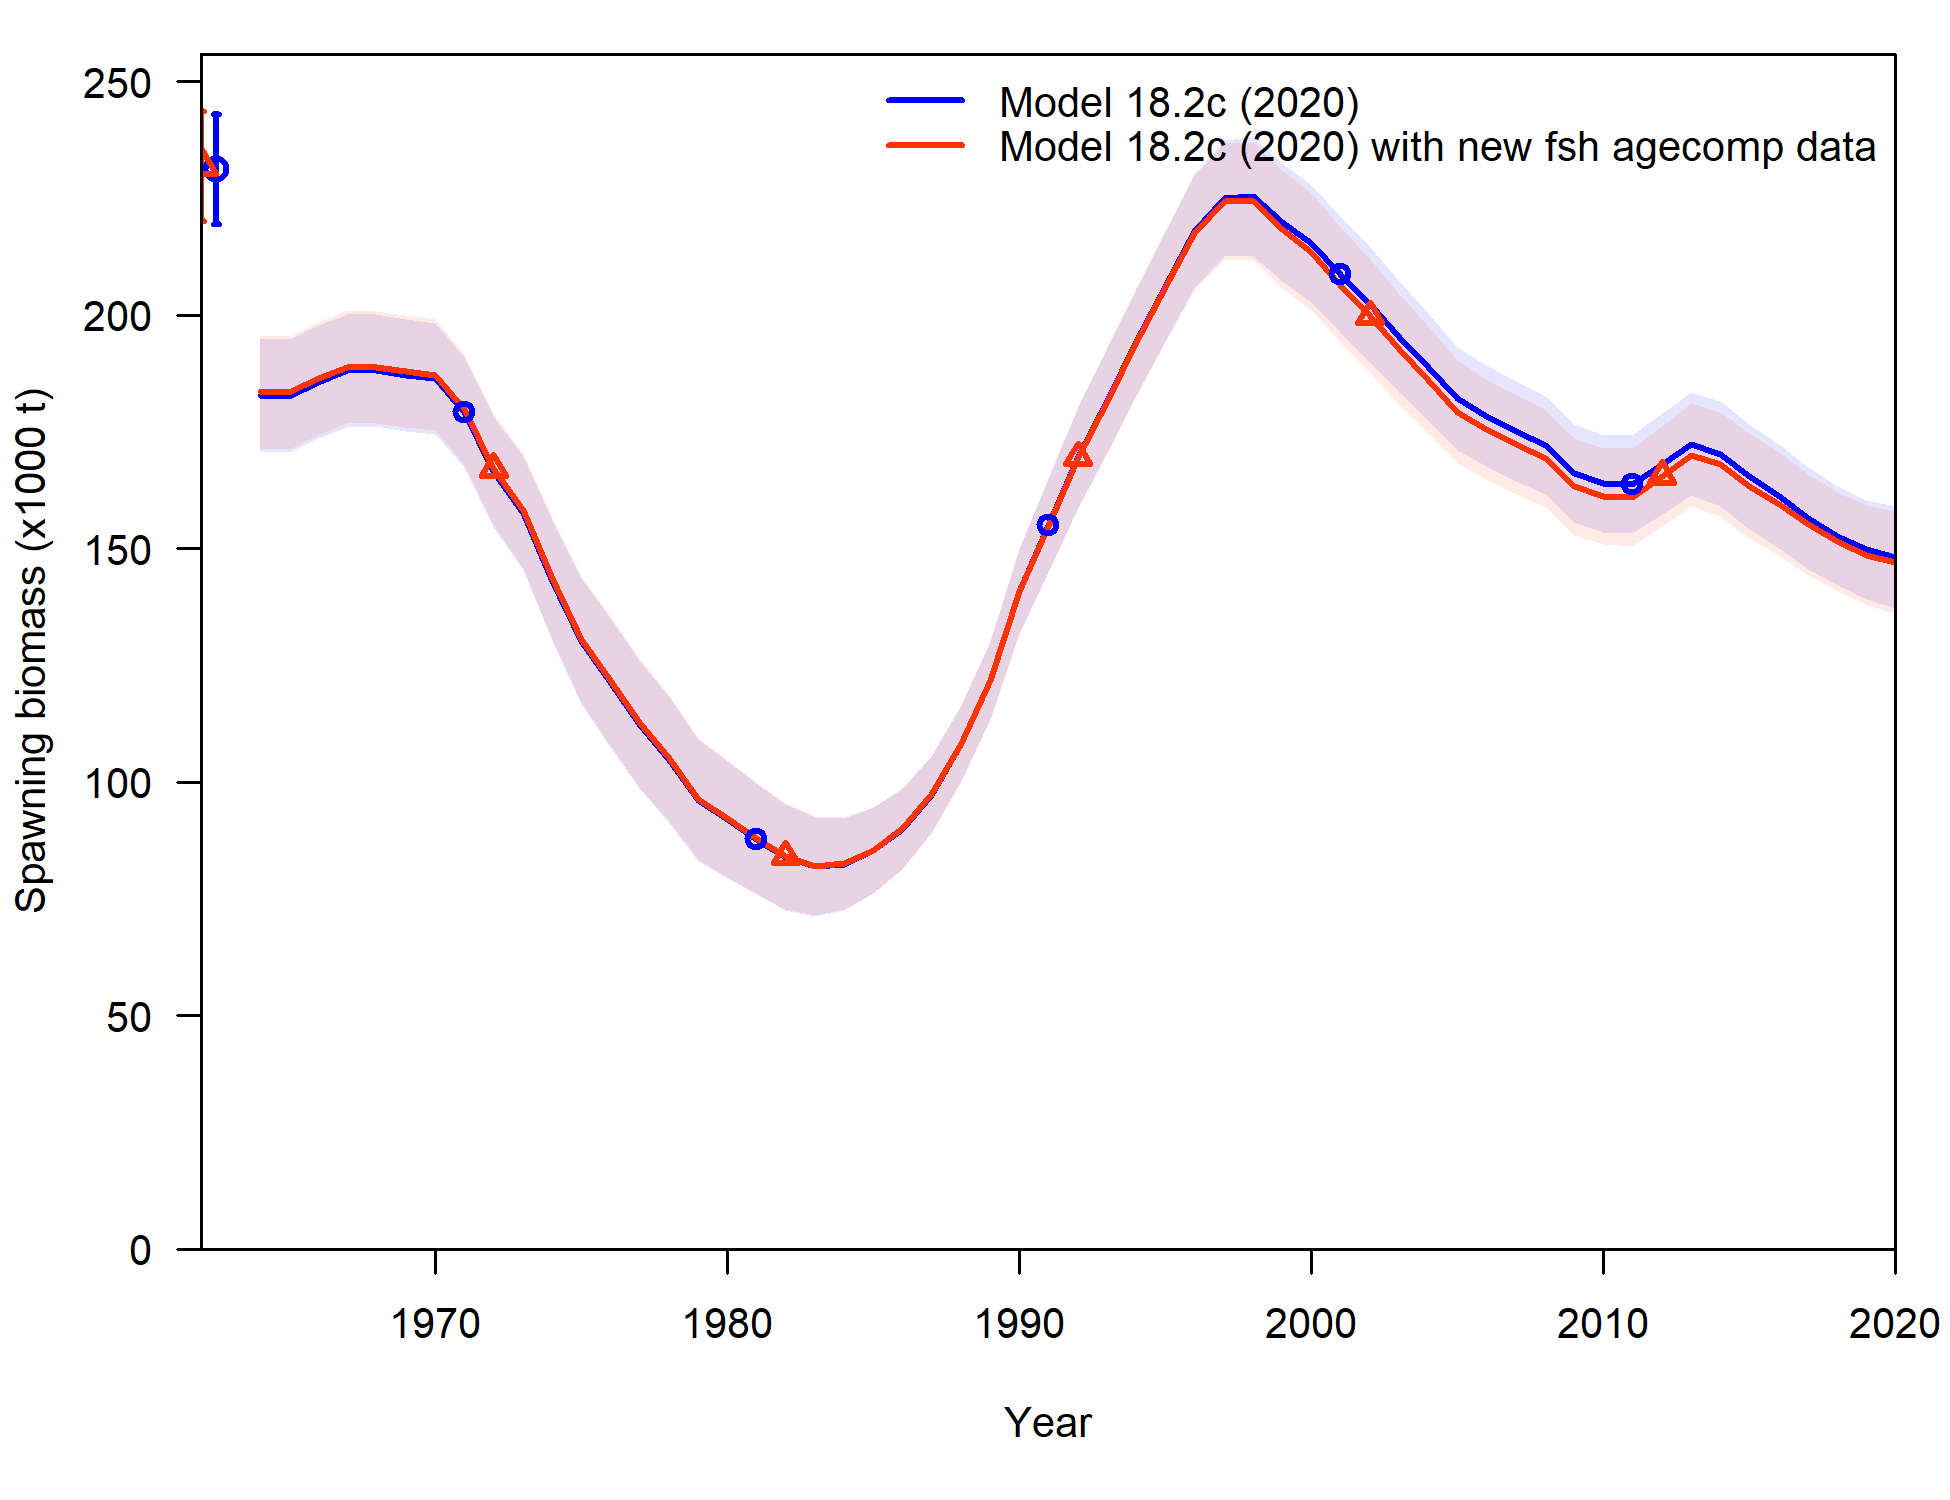 Model 18.2c (2020)
Model 18.2c (2020) with new fsh agecomp data
Spawning biomass (x1000 t)
250
200
150
100
50
0
1970 1980 1990 2000 2010 2020
Year